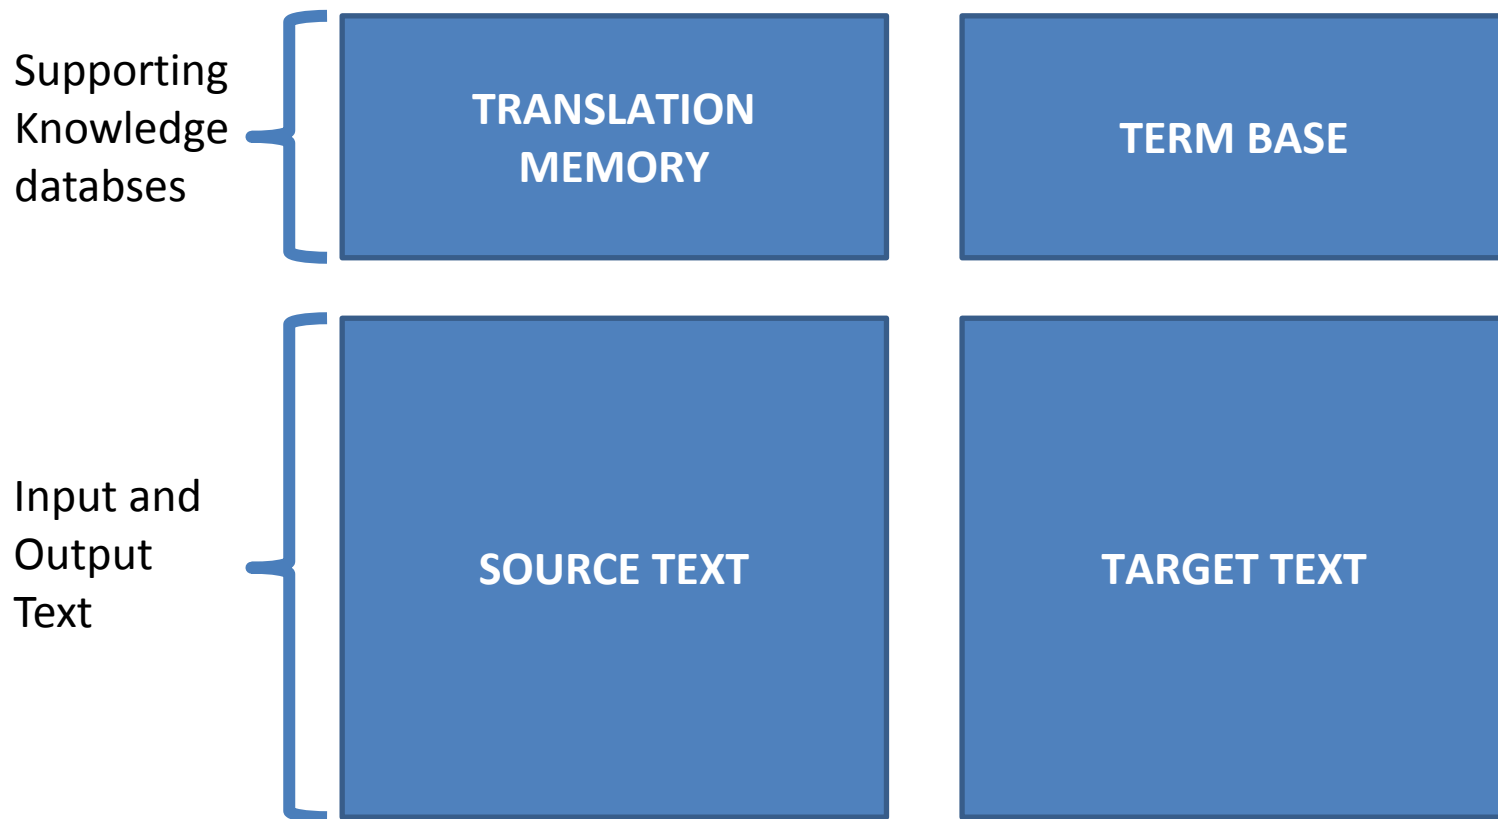 Supporting
Knowledge
databses
TRANSLATION
MEMORY
TERM BASE
Input and
Output
Text
SOURCE TEXT
TARGET TEXT